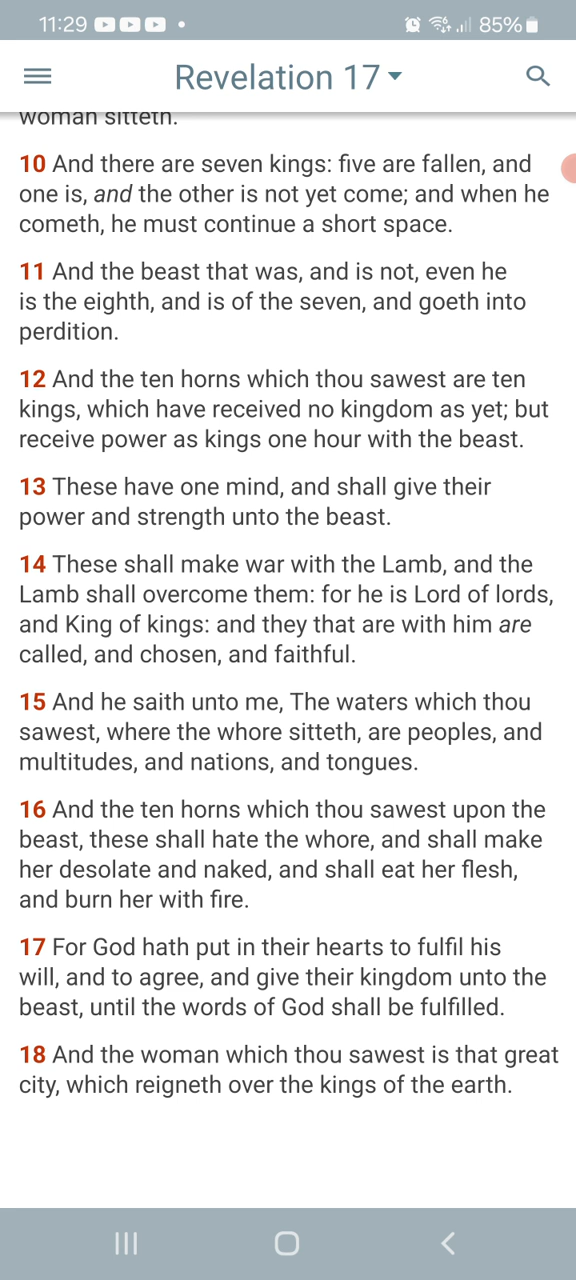 11:29
85%
Revelation 17
woman sitteth.
10 And there are seven kings: five are fallen, and
one is, and the other is not yet come; and when he
cometh, he must continue a short space.
11 And the beast that was, and is not, even he
is the eighth, and is of the seven, and goeth into
perdition.
12 And the ten horns which thou sawest are ten
kings, which have received no kingdom as yet; but
receive power as kings one hour with the beast.
13 These have one mind, and shall give their
power and strength unto the beast.
14 These shall make war with the Lamb, and the
Lamb shall overcome them: for he is Lord of lords,
and King of kings: and they that are with him are
called, and chosen, and faithful.
15 And he saith unto me, The waters which thou
sawest, where the whore sitteth, are peoples, and
multitudes, and nations, and tongues.
16 And the ten horns which thou sawest upon the
beast, these shall hate the whore, and shall make
her desolate and naked, and shall eat her flesh,
and burn her with fire.
17 For God hath put in their hearts to fulfil his
will, and to agree, and give their kingdom unto the
beast, until the words of God shall be fulfilled.
18 And the woman which thou sawest is that great
city, which reigneth over the kings of the earth.